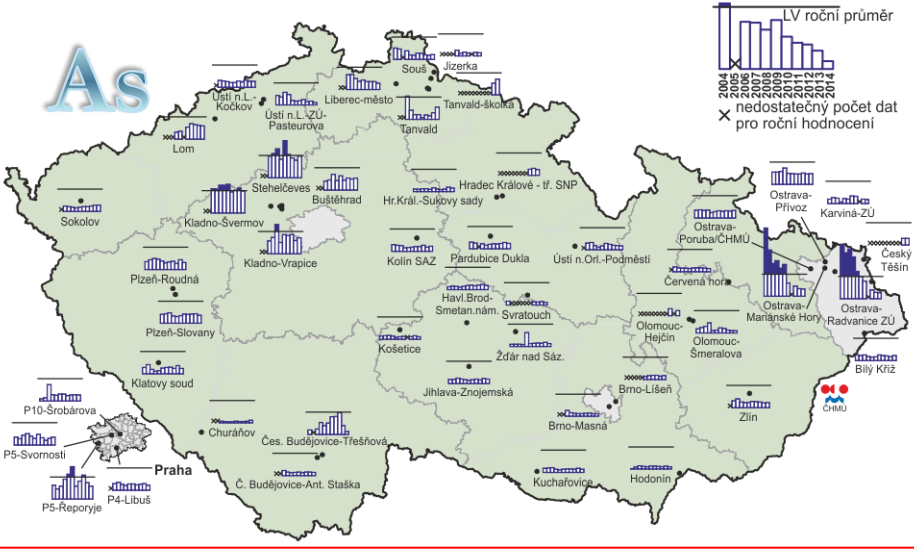 As
LV roční průměr
2004
2005
2006
2007
2008
2009
2010
2011
2012
2013
2014
× nedostatečný počet dat
pro roční hodnocení
Souš
Jizerka
Ústí n.L.-
Kočkov
Ústí n.L.-ZÚ-
Pasteurova
Liberec-město
Tanvald-školka
Tanvald
Lom
Stehelčeves
Buštěhrad
Hradec Králové - tř. SNP
Hr.Král.-Sukovy sady
Sokolov
Kladno-Švermov
Kladno-Vrapice
Kolín SAZ
Pardubice Dukla
Ústí n.Orl.-Podměstí
Ostrava-
Přívoz
Karviná-ZÚ
Ostrava-
Poruba/ČHMÚ
Český
Těšín
Plzeň-Roudná
Červená hora
Havl.Brod-
Smetan.nám.
Svratouch
Ostrava-
Mariánské Hory
Ostrava-
Radvanice ZÚ
Plzeň-Slovany
Košetice
Žďár nad Sáz.
Olomouc-
Hejčín
Olomouc-
Šmeralova
Bílý Kříž
Klatovy soud
Jihlava-Znojemská
Brno-Líšeň
P10-Šrobárova
Churáňov
Čes. Budějovice-Třešňová
Brno-Masná
Zlín
ČHMÚ
P5-Svornosti
Praha
P5-Řeporyje
P4-Libuš
Č. Budějovice-Ant. Staška
Kuchařovice
Hodonín